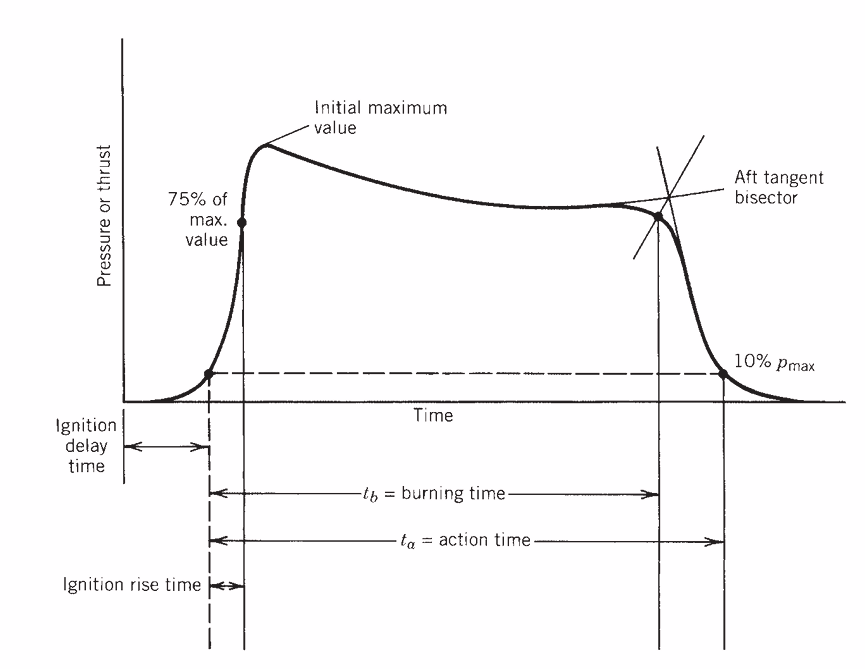 Initial maximum
value
Aft tangent
bisector
75% of
max.
value
Pressure or thrust
10% pmax
Time
Ignition
delay
time
tb = burning time
ta = action time
Ignition rise time